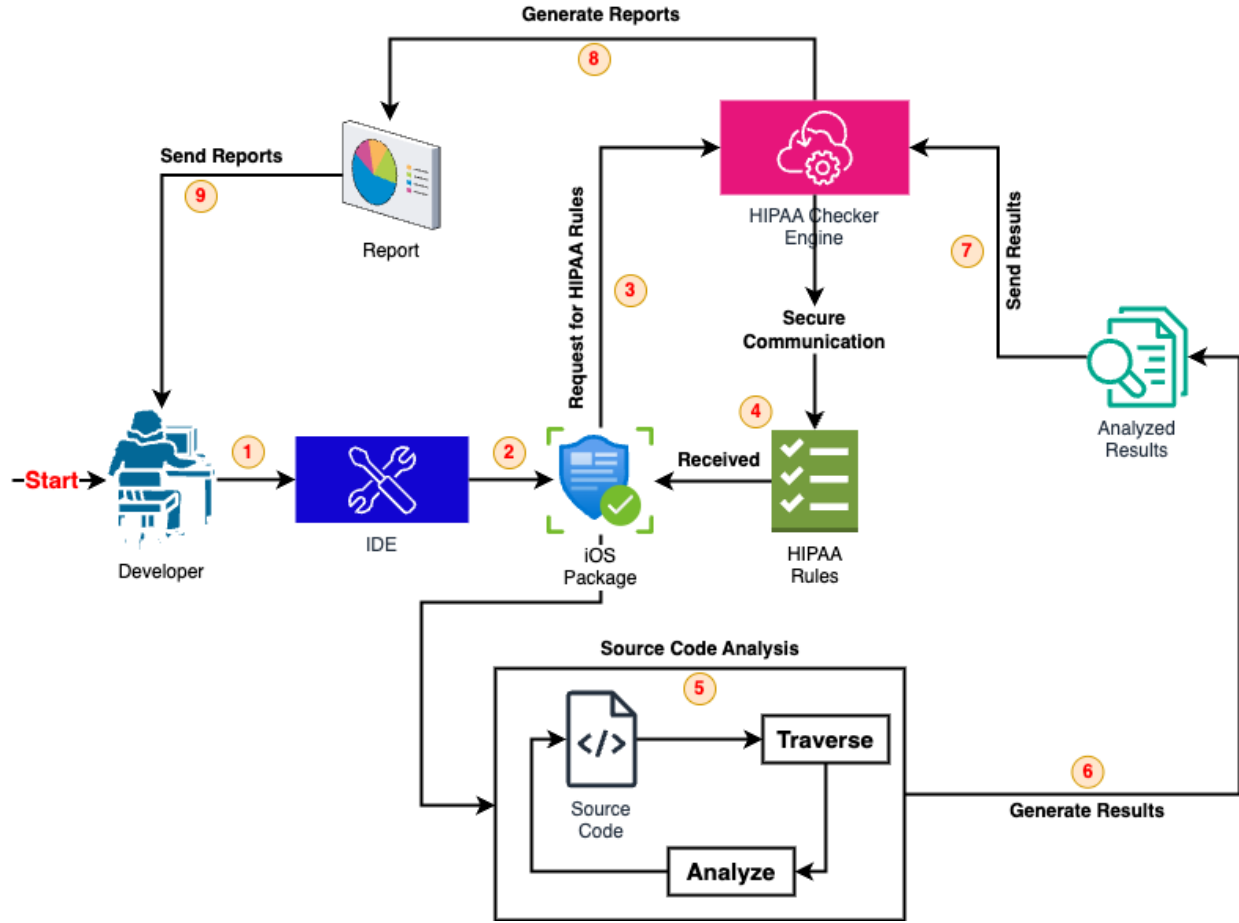 Generate Reports
8
Send Reports
9
Report
HIPAA Checker
Engine
Request for HIPAA Rules
3
7
Send Results
Secure
Communication
4
Analyzed
Results
Start
1
2
Received
Developer
IDE
iOS
Package
HIPAA
Rules
Source Code Analysis
5
</>
Traverse
Source
Code
Analyze
6
Generate Results